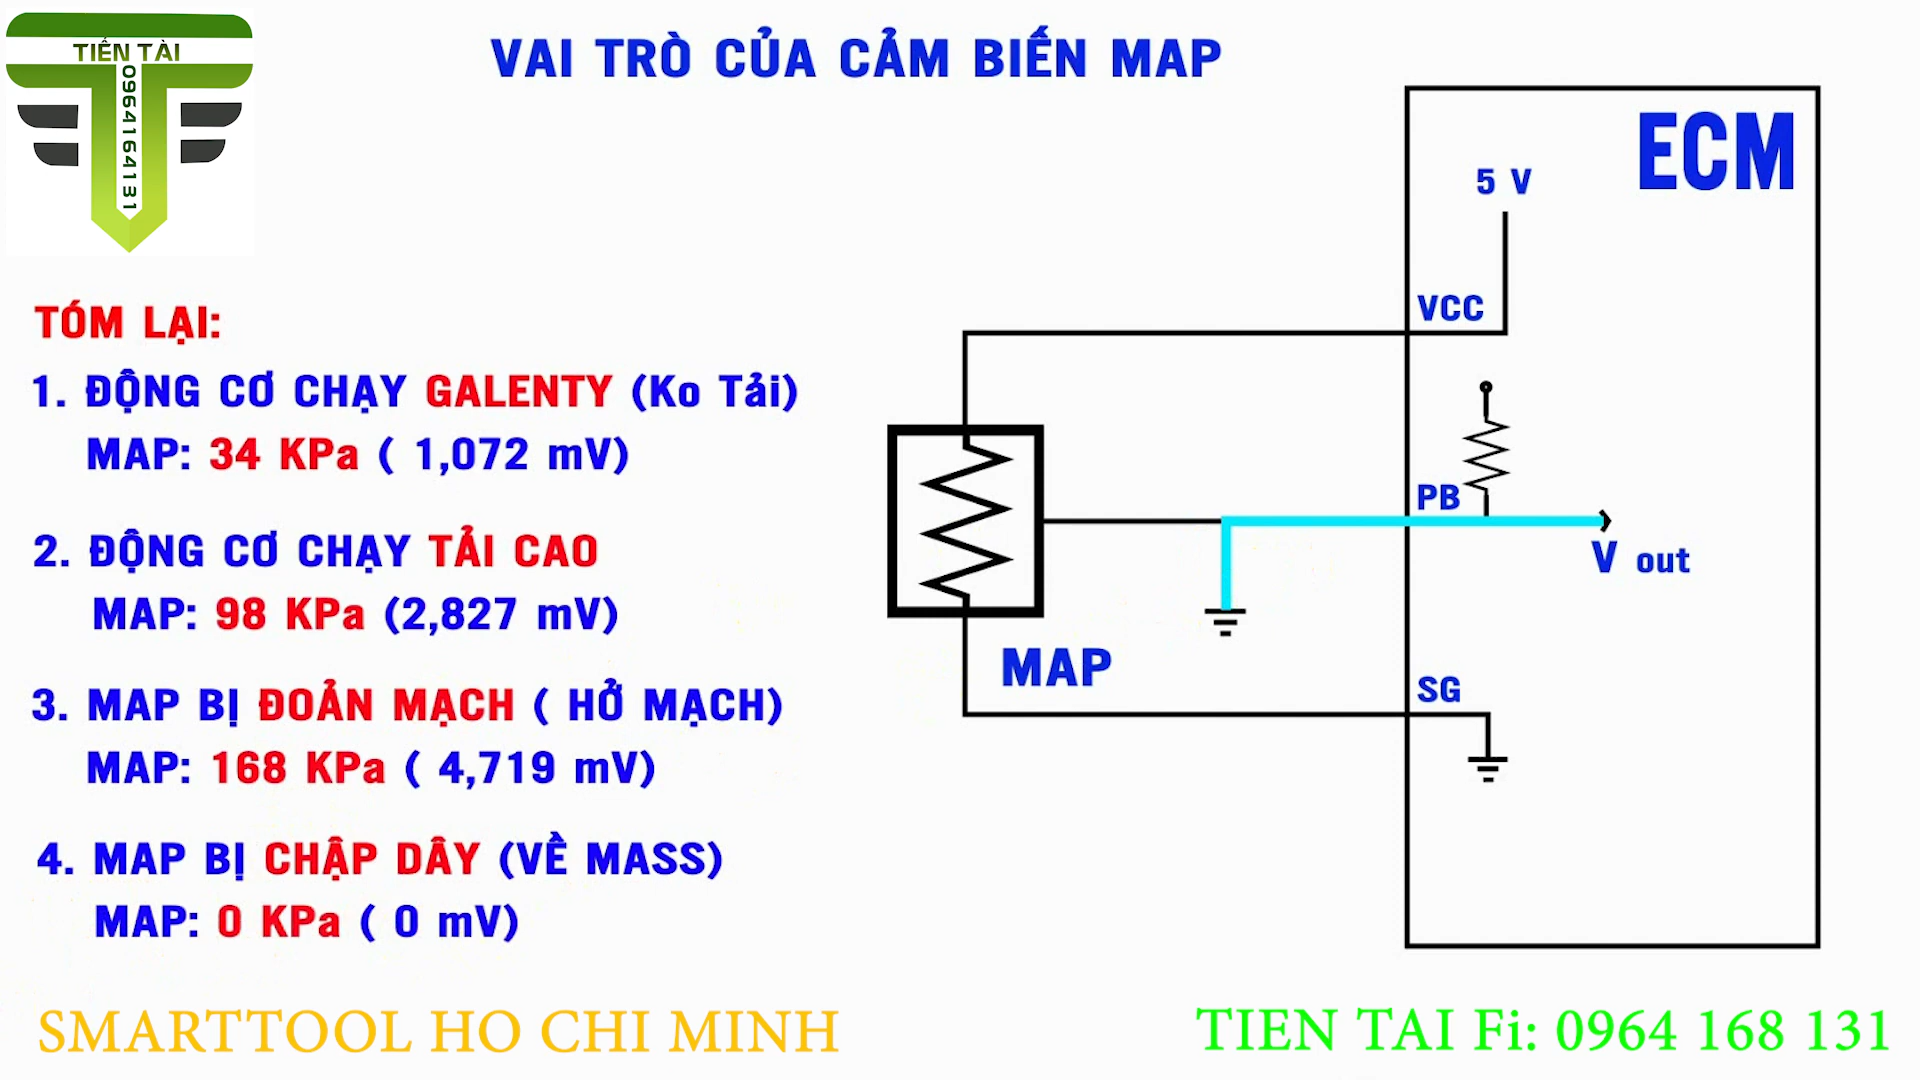 TIẾN TÀI
0964164131
VAI TRÒ CỦA CẢM BIẾN MAP
ECM
5 V
VCC
TÓM LẠI:
1. ĐỘNG CƠ CHẠY GALENTY (Ko Tải)
MAP: 34 KPa ( 1,072 mV)
PB
V out
2. ĐỘNG CƠ CHẠY TẢI CAO
MAP: 98 KPa (2,827 mV)
MAP
SG
3. MAP BỊ ĐOẢN MẠCH ( HỞ MẠCH)
MAP: 168 KPa ( 4,719 mV)
4. MAP BỊ CHẬP DÂY (VỀ MASS)
MAP: 0 KPa ( 0 mV)
SMARTTOOL HO CHI MINH
TIEN TAI Fi: 0964 168 131